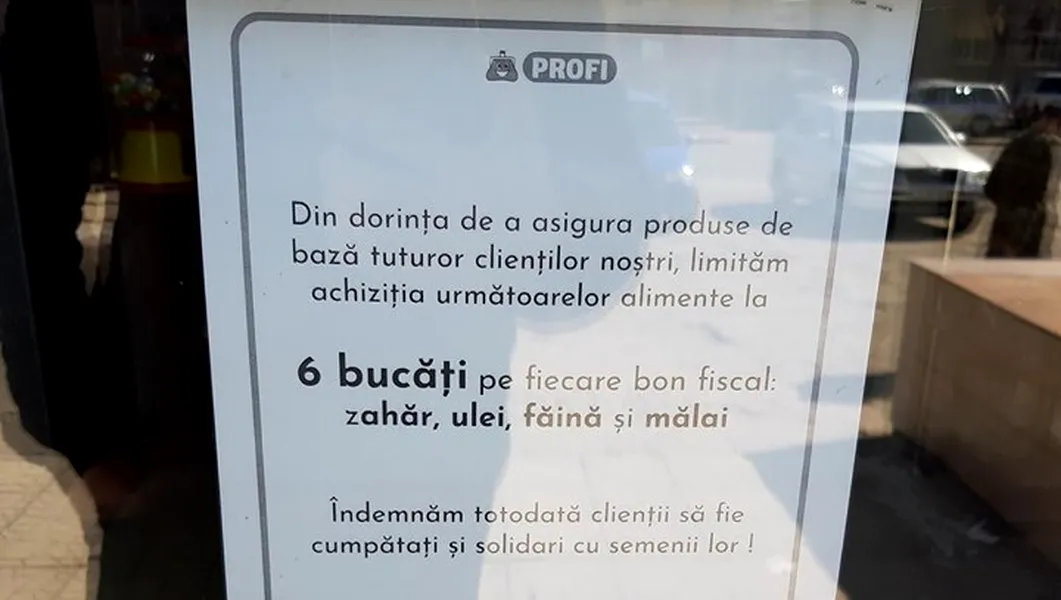 PROFI
Din dorința de a asigura produse de
bază tuturor clienților noștri, limităm
achiziția următoarelor alimente la
6 bucăți pe fiecare bon fiscal:
zahăr, ulei, făină și mălai
Îndemnăm totodată clienții să fie
cumpătați și solidari cu semenii lor !